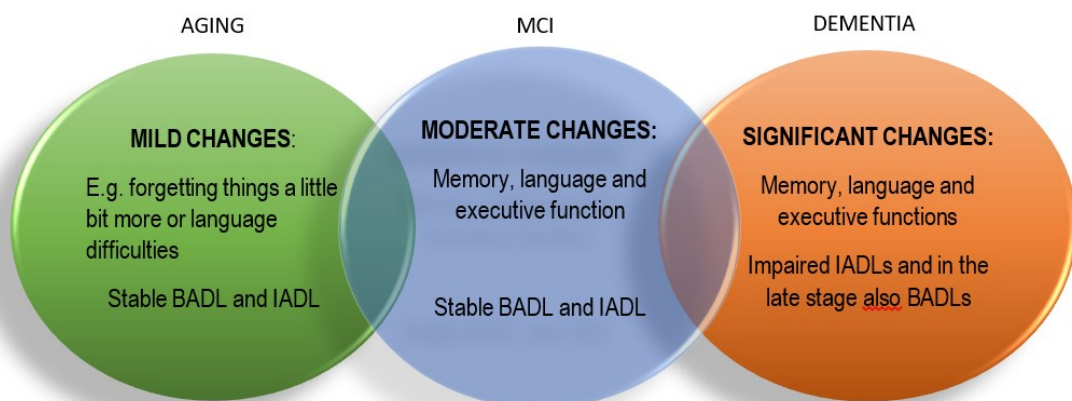 AGING
MCI
DEMENTIA
MILD CHANGES:
E.g. forgetting things a little
bit more or language
difficulties
Stable BADL and IADL
MODERATE CHANGES:
Memory, language and
executive function
Stable BADL and IADL
SIGNIFICANT CHANGES:
Memory, language and
executive functions
Impaired IADLs and in the
late stage also BADLs